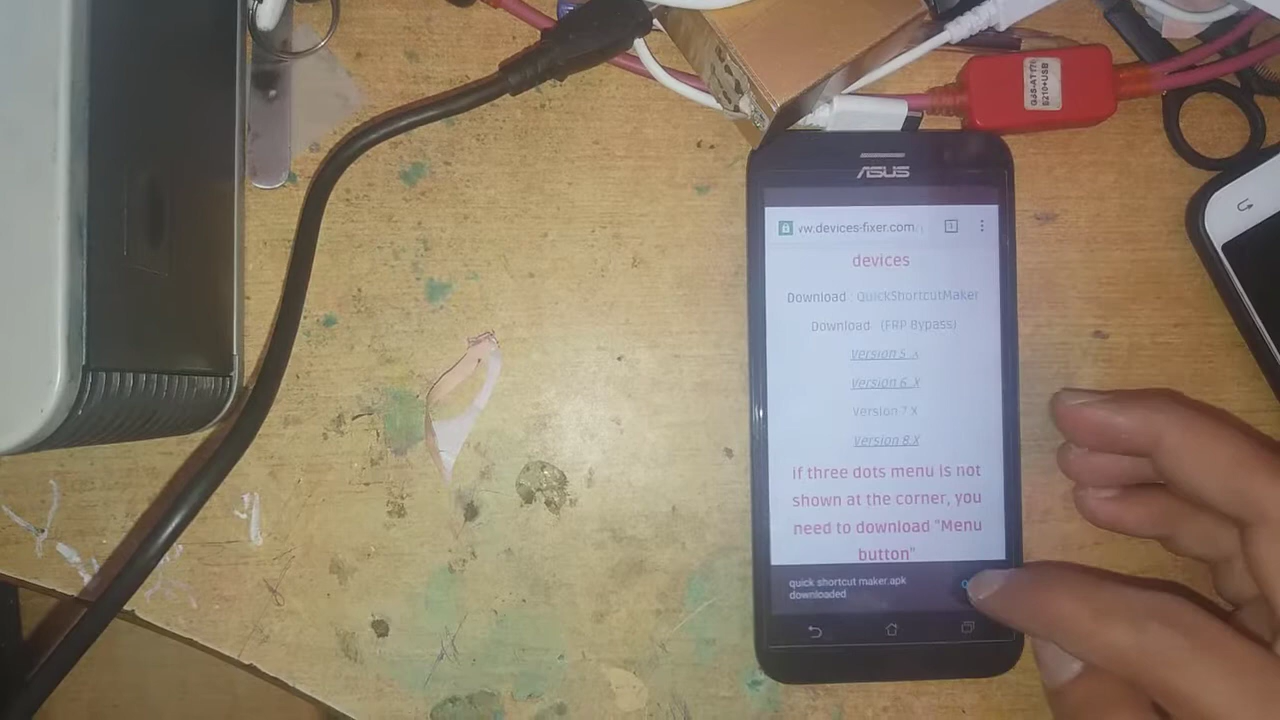 ASUS
vw.devices-fixer.com/
devices
Download : QuickShortcutMaker
Download : (FRP Bypass)
Version 5 .x
Version 6 .X
Version 7.X
Version 8.X
If three dots menu is not
shown at the corner, you
need to download "Menu
button"
quick shortcut maker.apk
downloaded